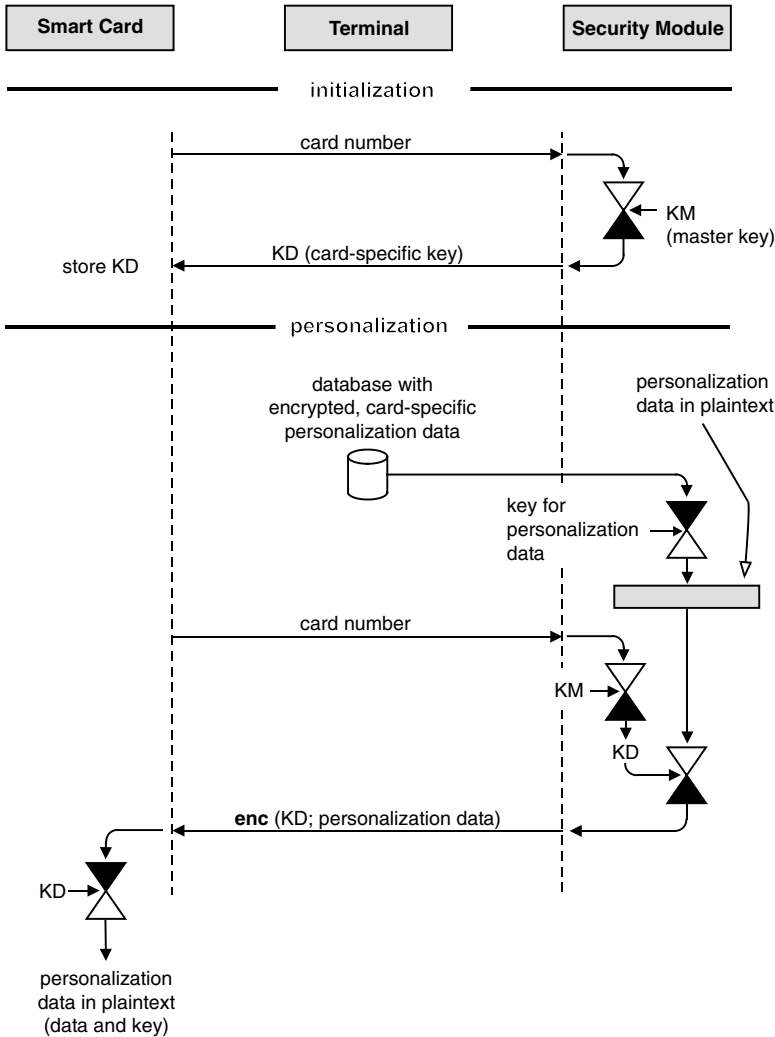 Smart Card
Terminal
Security Module
initialization
card number
KM
(master key)
KD (card-specific key)
store KD
personalization
database with
encrypted, card-specific
personalization data
personalization
data in plaintext
key for
personalization
data
card number
KM
KD
enc (KD; personalization data)
KD
personalization
data in plaintext
(data and key)